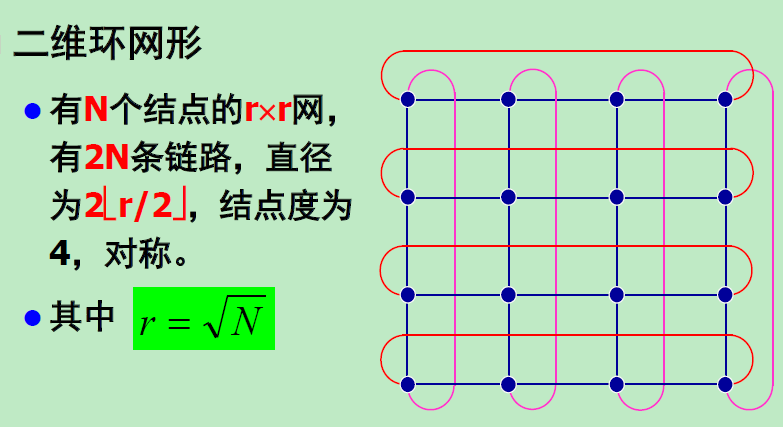 二维环网形
有N个结点的r×r网，
有2N条链路，直径
为2⌊r/2⌋，结点度为
4，对称。
其中 r = √N